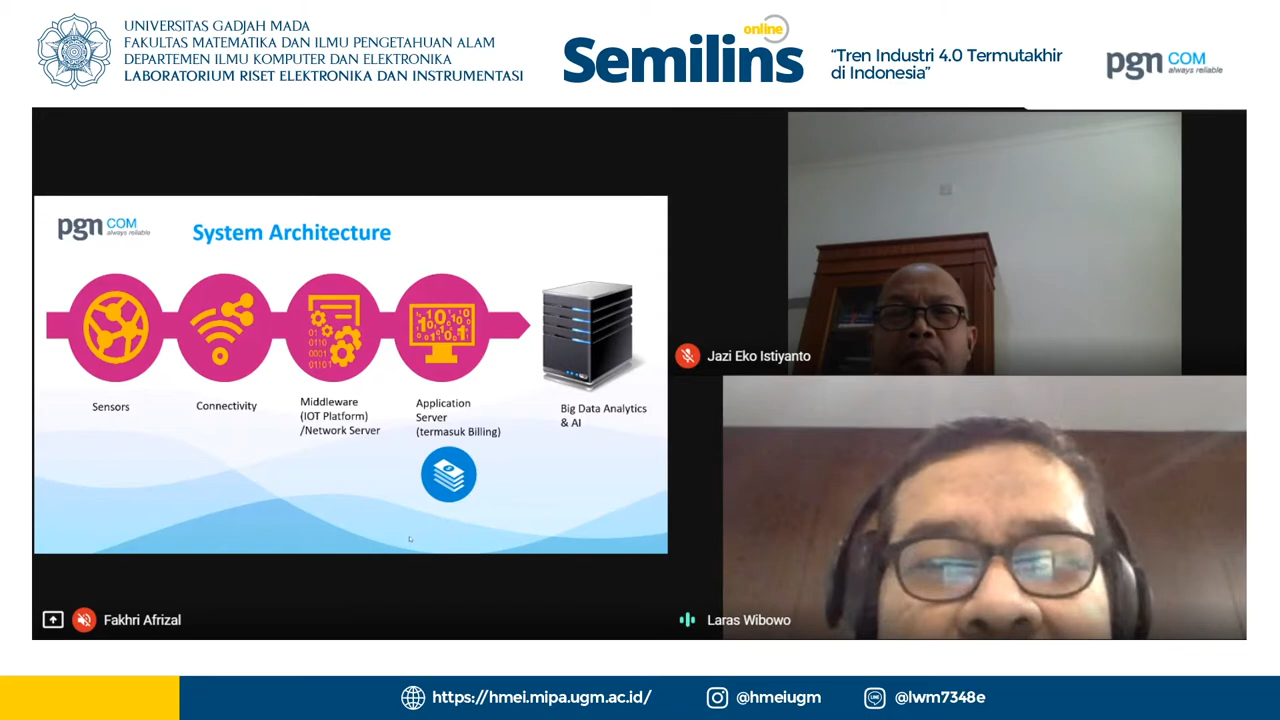 UNIVERSITAS GADJAH MADA
FAKULTAS MATEMATIKA DAN ILMU PENGETAHUAN ALAM
DEPARTEMEN ILMU KOMPUTER DAN ELEKTRONIKA
LABORATORIUM RISET ELEKTRONIKA DAN INSTRUMENTASI
online
Semilins
“Tren Industri 4.0 Termutakhir
di Indonesia”
pgn COM
always reliable
pgn COM
always reliable
System Architecture
Sensors
Connectivity
Middleware
(IOT Platform)
/Network Server
Application
Server
(termasuk Billing)
Big Data Analytics
& AI
Jazi Eko Istiyanto
Fakhri Afrizal
Laras Wibowo
https://hmei.mipa.ugm.ac.id/
@hmeiugm
@lwm7348e